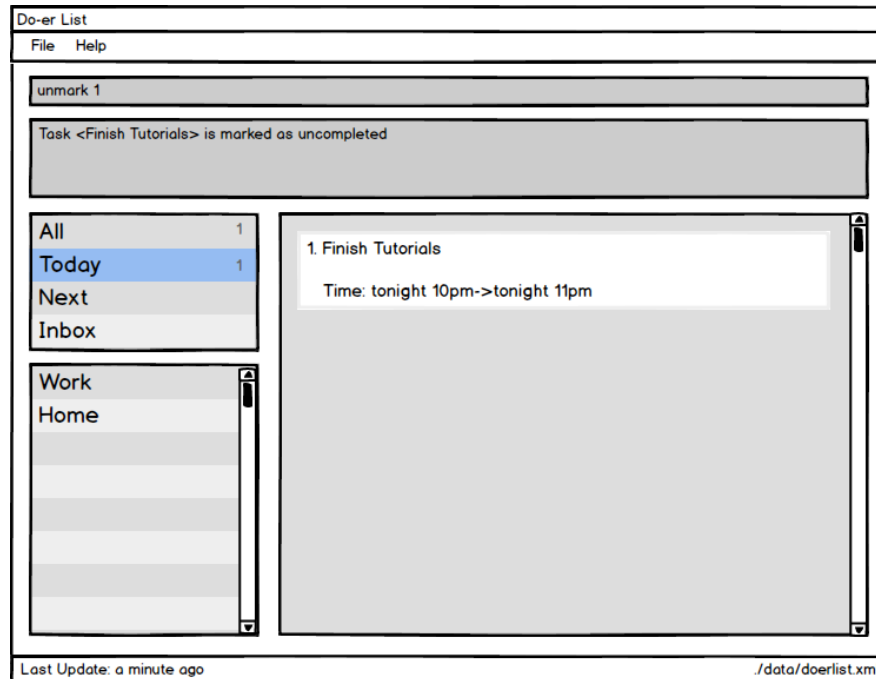 Do-er List
File Help
unmark 1
Task <Finish Tutorials> is marked as uncompleted
All 1
Today 1
Next
Inbox
Work
Home
1. Finish Tutorials
Time: tonight 10pm->tonight 11pm
Last Update: a minute ago
./data/doerlist.xm